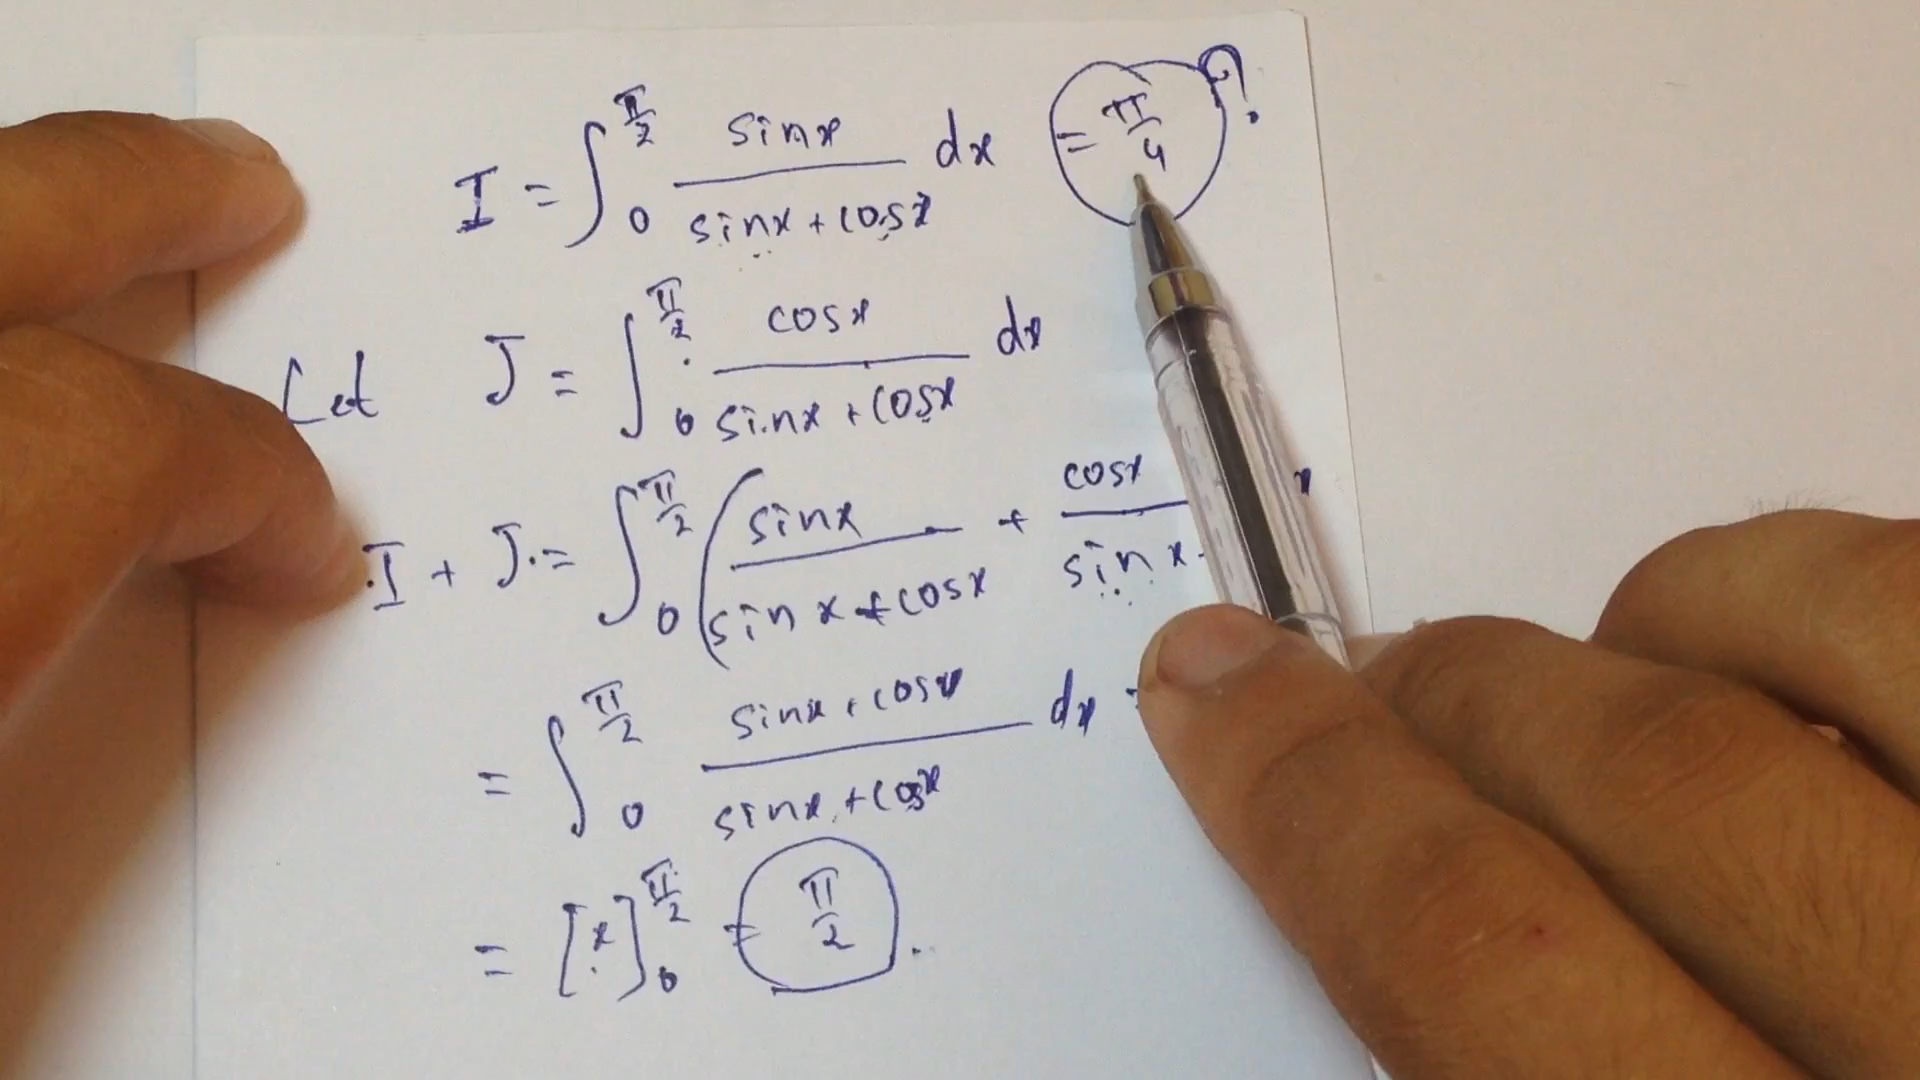 I = ∫₀^(π/2) sinx / (sinx + cosx) dx = π/4 ?
Let J = ∫₀^(π/2) cosx / (sinx + cosx) dx
I + J = ∫₀^(π/2) ( sinx / (sinx + cosx) + cosx / sinx
= ∫₀^(π/2) (sinx + cosx) / (sinx + cosx) dx
= [x]₀^(π/2) = π/2